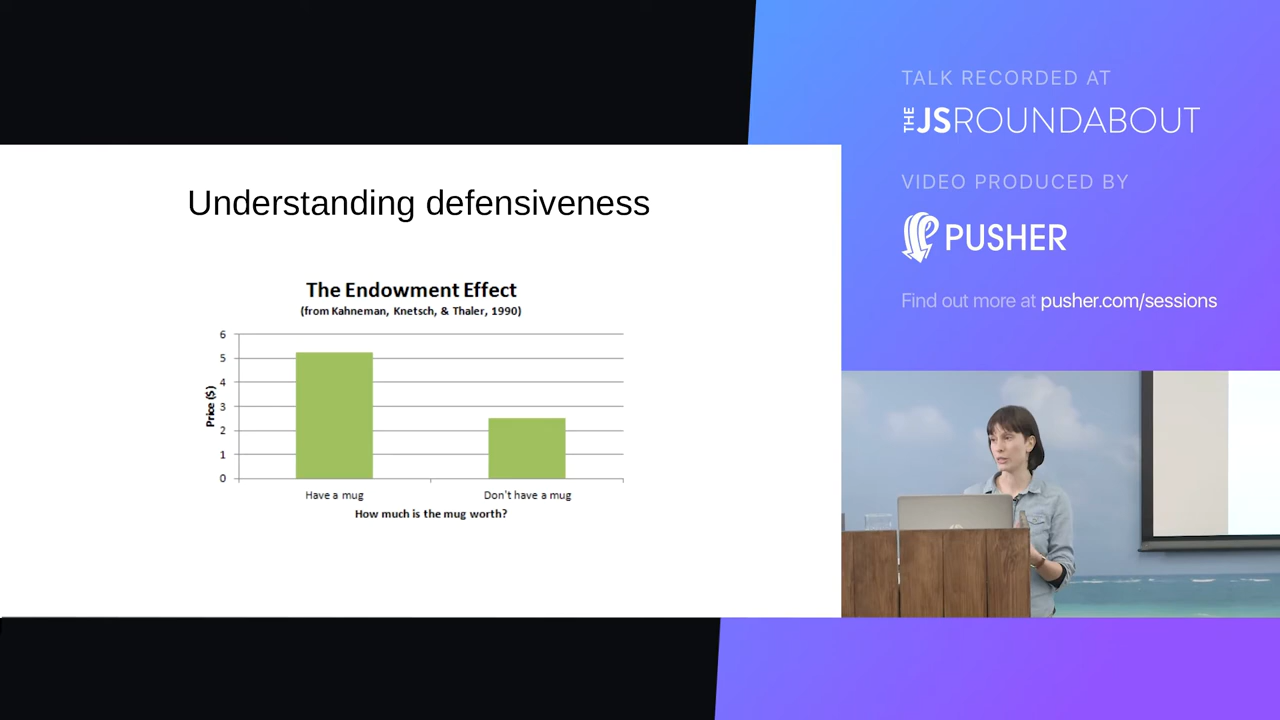 Understanding defensiveness
The Endowment Effect
(from Kahneman, Knetsch, & Thaler, 1990)
Price ($)
6
5
4
3
2
1
0
Have a mug
Don't have a mug
How much is the mug worth?
TALK RECORDED AT
THE JSROUNDABOUT
VIDEO PRODUCED BY
PUSHER
Find out more at pusher.com/sessions